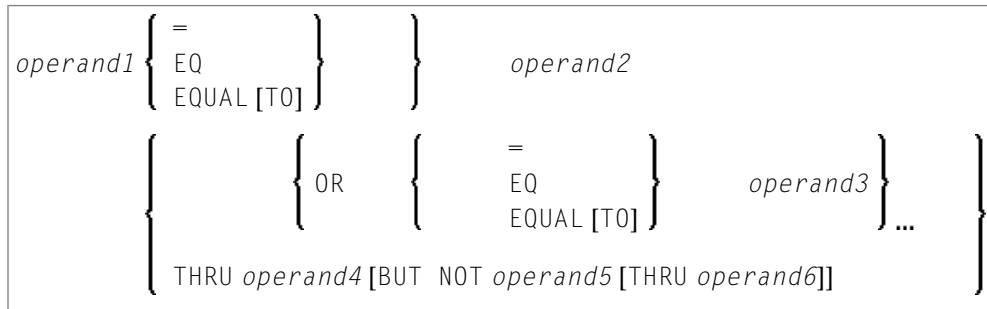 =
operand1 EQ operand2
EQUAL [TO]
=
OR EQ operand3
EQUAL [TO] ...
THRU operand4 [BUT NOT operand5 [THRU operand6]]